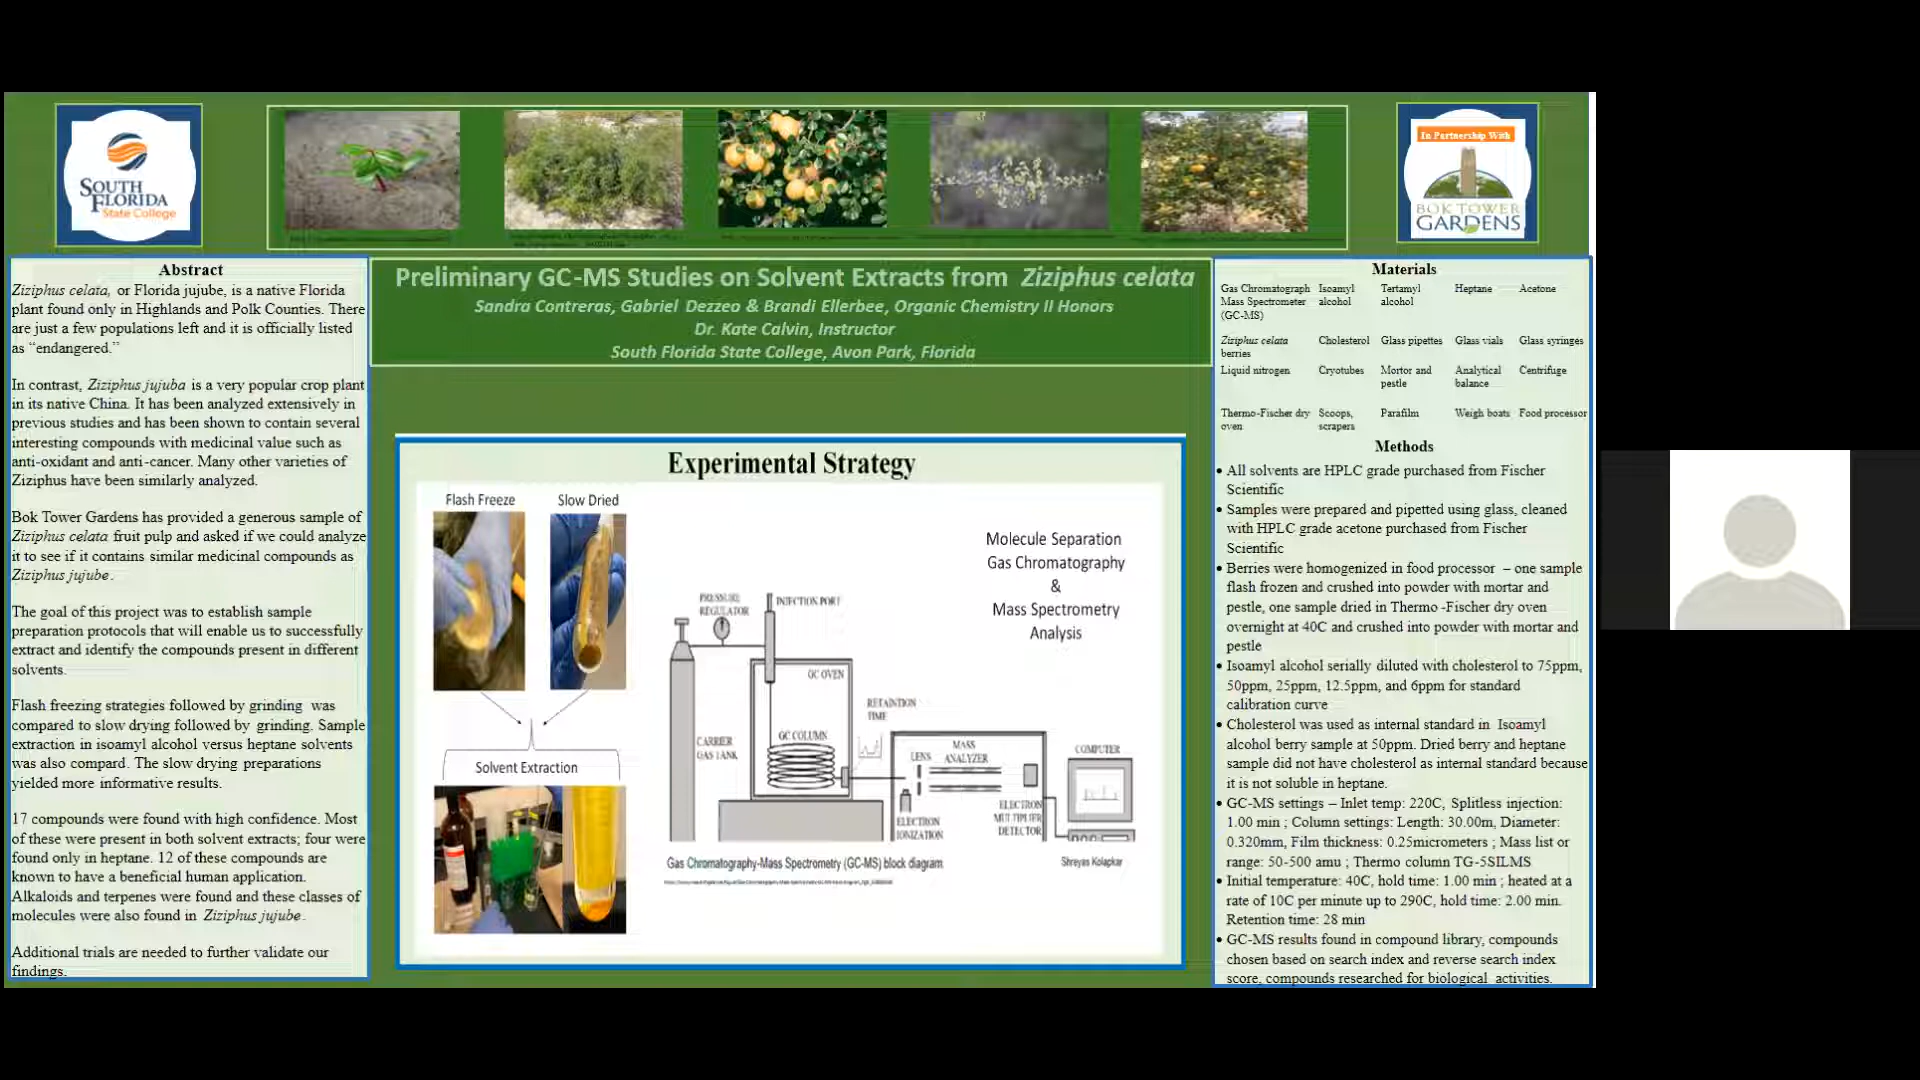 SOUTH
FLORIDA
State College
In Partnership With
BOK TOWER
GARDENS
Preliminary GC-MS Studies on Solvent Extracts from Ziziphus celata
Sandra Contreras, Gabriel Dezzeo & Brandi Ellerbee, Organic Chemistry II Honors
Dr. Kate Calvin, Instructor
South Florida State College, Avon Park, Florida
Abstract
Ziziphus celata, or Florida jujube, is a native Florida
plant found only in Highlands and Polk Counties. There
are just a few populations left and it is officially listed
as “endangered.”
In contrast, Ziziphus jujuba is a very popular crop plant
in its native China. It has been analyzed extensively in
previous studies and has been shown to contain several
interesting compounds with medicinal value such as
anti-oxidant and anti-cancer. Many other varieties of
Ziziphus have been similarly analyzed.
Bok Tower Gardens has provided a generous sample of
Ziziphus celata fruit pulp and asked if we could analyze
it to see if it contains similar medicinal compounds as
Ziziphus jujube.
The goal of this project was to establish sample
preparation protocols that will enable us to successfully
extract and identify the compounds present in different
solvents.
Flash freezing strategies followed by grinding was
compared to slow drying followed by grinding. Sample
extraction in isoamyl alcohol versus heptane solvents
was also compard. The slow drying preparations
yielded more informative results.
17 compounds were found with high confidence. Most
of these were present in both solvent extracts; four were
found only in heptane. 12 of these compounds are
known to have a beneficial human application.
Alkaloids and terpenes were found and these classes of
molecules were also found in Ziziphus jujube.
Additional trials are needed to further validate our
findings.
Experimental Strategy
Flash Freeze
Slow Dried
Solvent Extraction
Molecule Separation
Gas Chromatography
&
Mass Spectrometry
Analysis
PRESSURE
REGULATOR
INJECTION PORT
GC OVEN
RETAINTION
TIME
CARRIER
GAS TANK
GC COLUMN
LENS
MASS
ANALYZER
COMPUTER
ELECTRON
IONIZATION
ELECTRON
MULTIPLIER
DETECTOR
Gas Chromatography-Mass Spectrometry (GC-MS) block diagram
Shreyas Kolapkar
Materials
Gas Chromatograph Isoamyl Tertamyl Heptane Acetone
Mass Spectrometer alcohol alcohol
(GC-MS)
Ziziphus celata Cholesterol Glass pipettes Glass vials Glass syringes
berries
Liquid nitrogen Cryotubes Mortar and Analytical Centrifuge
pestle balance
Thermo-Fischer dry Scoops, Parafilm Weigh boats Food processor
oven scrapers
Methods
• All solvents are HPLC grade purchased from Fischer
Scientific
• Samples were prepared and pipetted using glass, cleaned
with HPLC grade acetone purchased from Fischer
Scientific
• Berries were homogenized in food processor – one sample
flash frozen and crushed into powder with mortar and
pestle, one sample dried in Thermo-Fischer dry oven
overnight at 40C and crushed into powder with mortar and
pestle
• Isoamyl alcohol serially diluted with cholesterol to 75ppm,
50ppm, 25ppm, 12.5ppm, and 6ppm for standard
calibration curve
• Cholesterol was used as internal standard in Isoamyl
alcohol berry sample at 50ppm. Dried berry and heptane
sample did not have cholesterol as internal standard because
it is not soluble in heptane.
• GC-MS settings – Inlet temp: 220C, Splitless injection:
1.00 min ; Column settings: Length: 30.00m, Diameter:
0.320mm, Film thickness: 0.25micrometers ; Mass list or
range: 50-500 amu ; Thermo column TG-5SILMS
• Initial temperature: 40C, hold time: 1.00 min ; heated at a
rate of 10C per minute up to 290C, hold time: 2.00 min.
Retention time: 28 min
• GC-MS results found in compound library, compounds
chosen based on search index and reverse search index
score, compounds researched for biological activities.